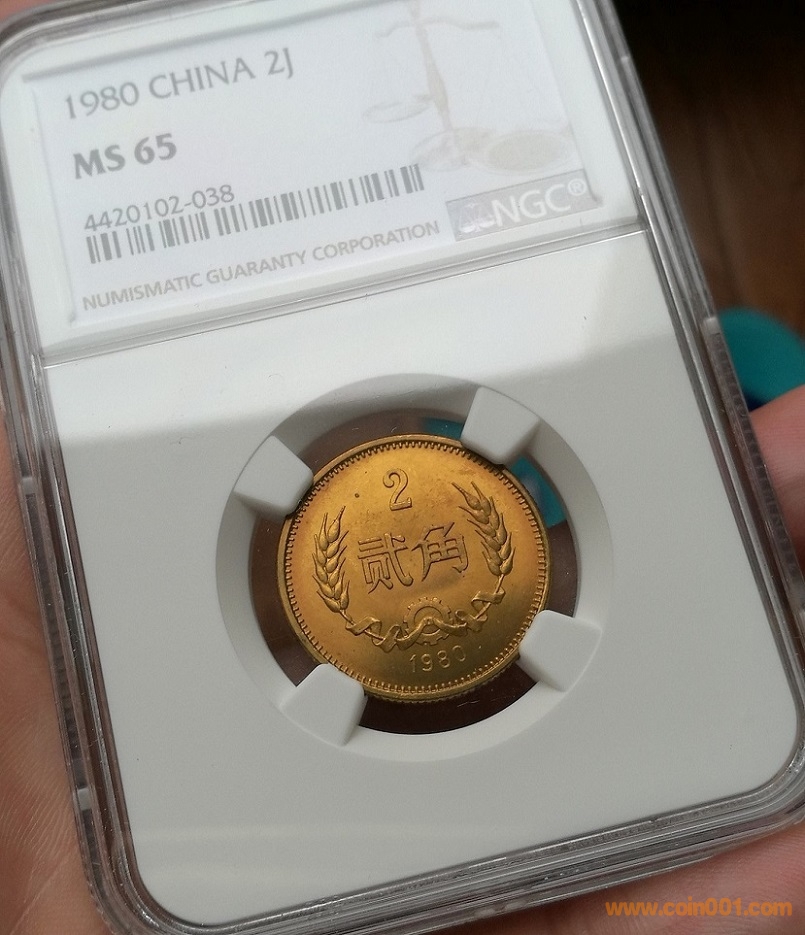 1980 CHINA 2J
MS 65
4420102-038
NGC®
NUMISMATIC GUARANTY CORPORATION
2
贰角
1980
www.coin001.com